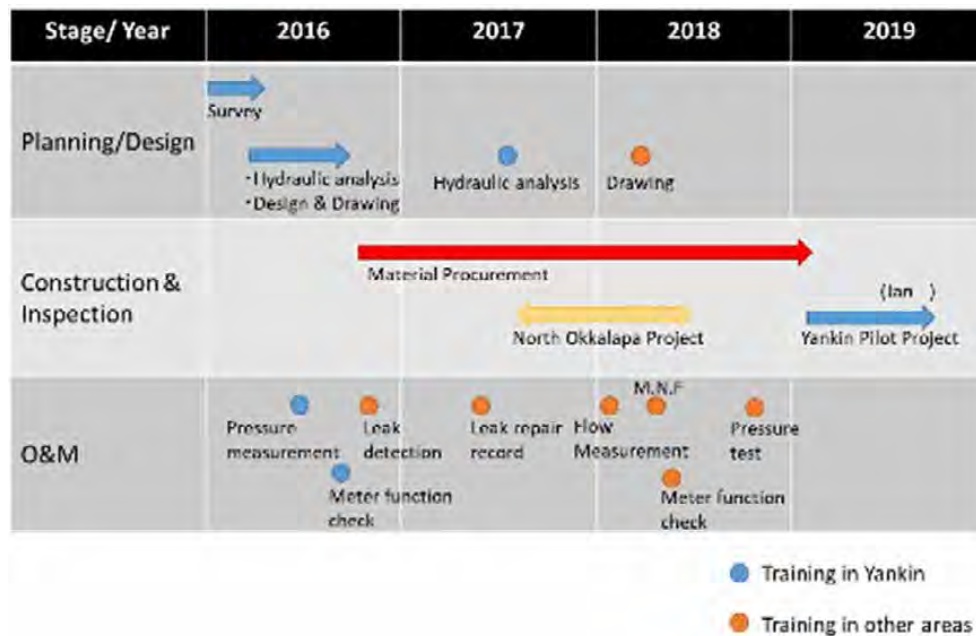 Stage/ Year 2016 2017 2018 2019
Planning/Design
Survey
·Hydraulic analysis
·Design & Drawing
Hydraulic analysis
Drawing
Construction &
Inspection
Material Procurement
North Okkalapa Project
(Jan )
Yankin Pilot Project
O&M
Pressure
measurement
Leak
detection
Leak repair
record
Flow
Measurement
M.N.F
Pressure
test
Meter function
check
Meter function
check
Training in Yankin
Training in other areas